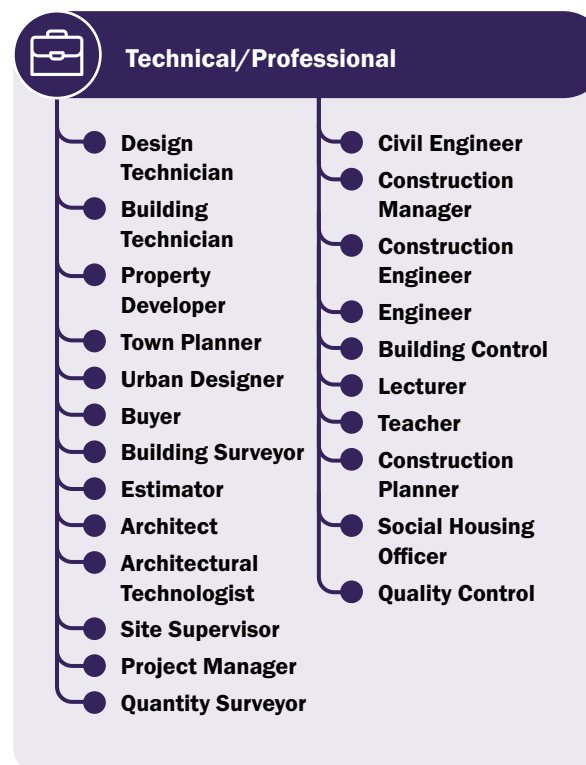 Technical/Professional
Design
Technician
Building
Technician
Property
Developer
Town Planner
Urban Designer
Buyer
Building Surveyor
Estimator
Architect
Architectural
Technologist
Site Supervisor
Project Manager
Quantity Surveyor
Civil Engineer
Construction
Manager
Construction
Engineer
Engineer
Building Control
Lecturer
Teacher
Construction
Planner
Social Housing
Officer
Quality Control